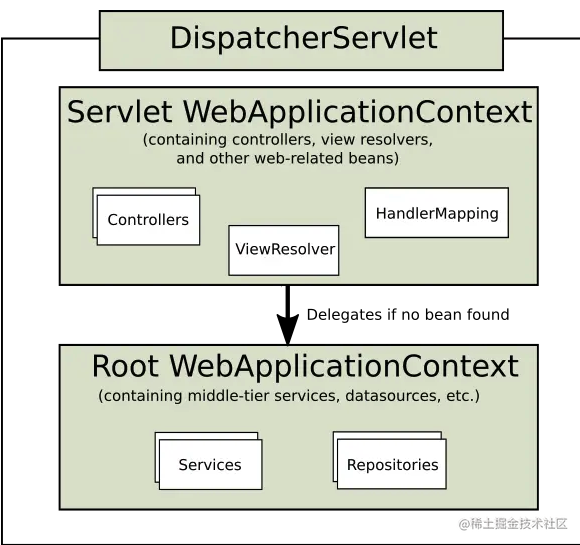 DispatcherServlet
Servlet WebApplicationContext
(containing controllers, view resolvers,
and other web-related beans)
Controllers
ViewResolver
HandlerMapping
Delegates if no bean found
Root WebApplicationContext
(containing middle-tier services, datasources, etc.)
Services
Repositories
@稀土掘金技术社区